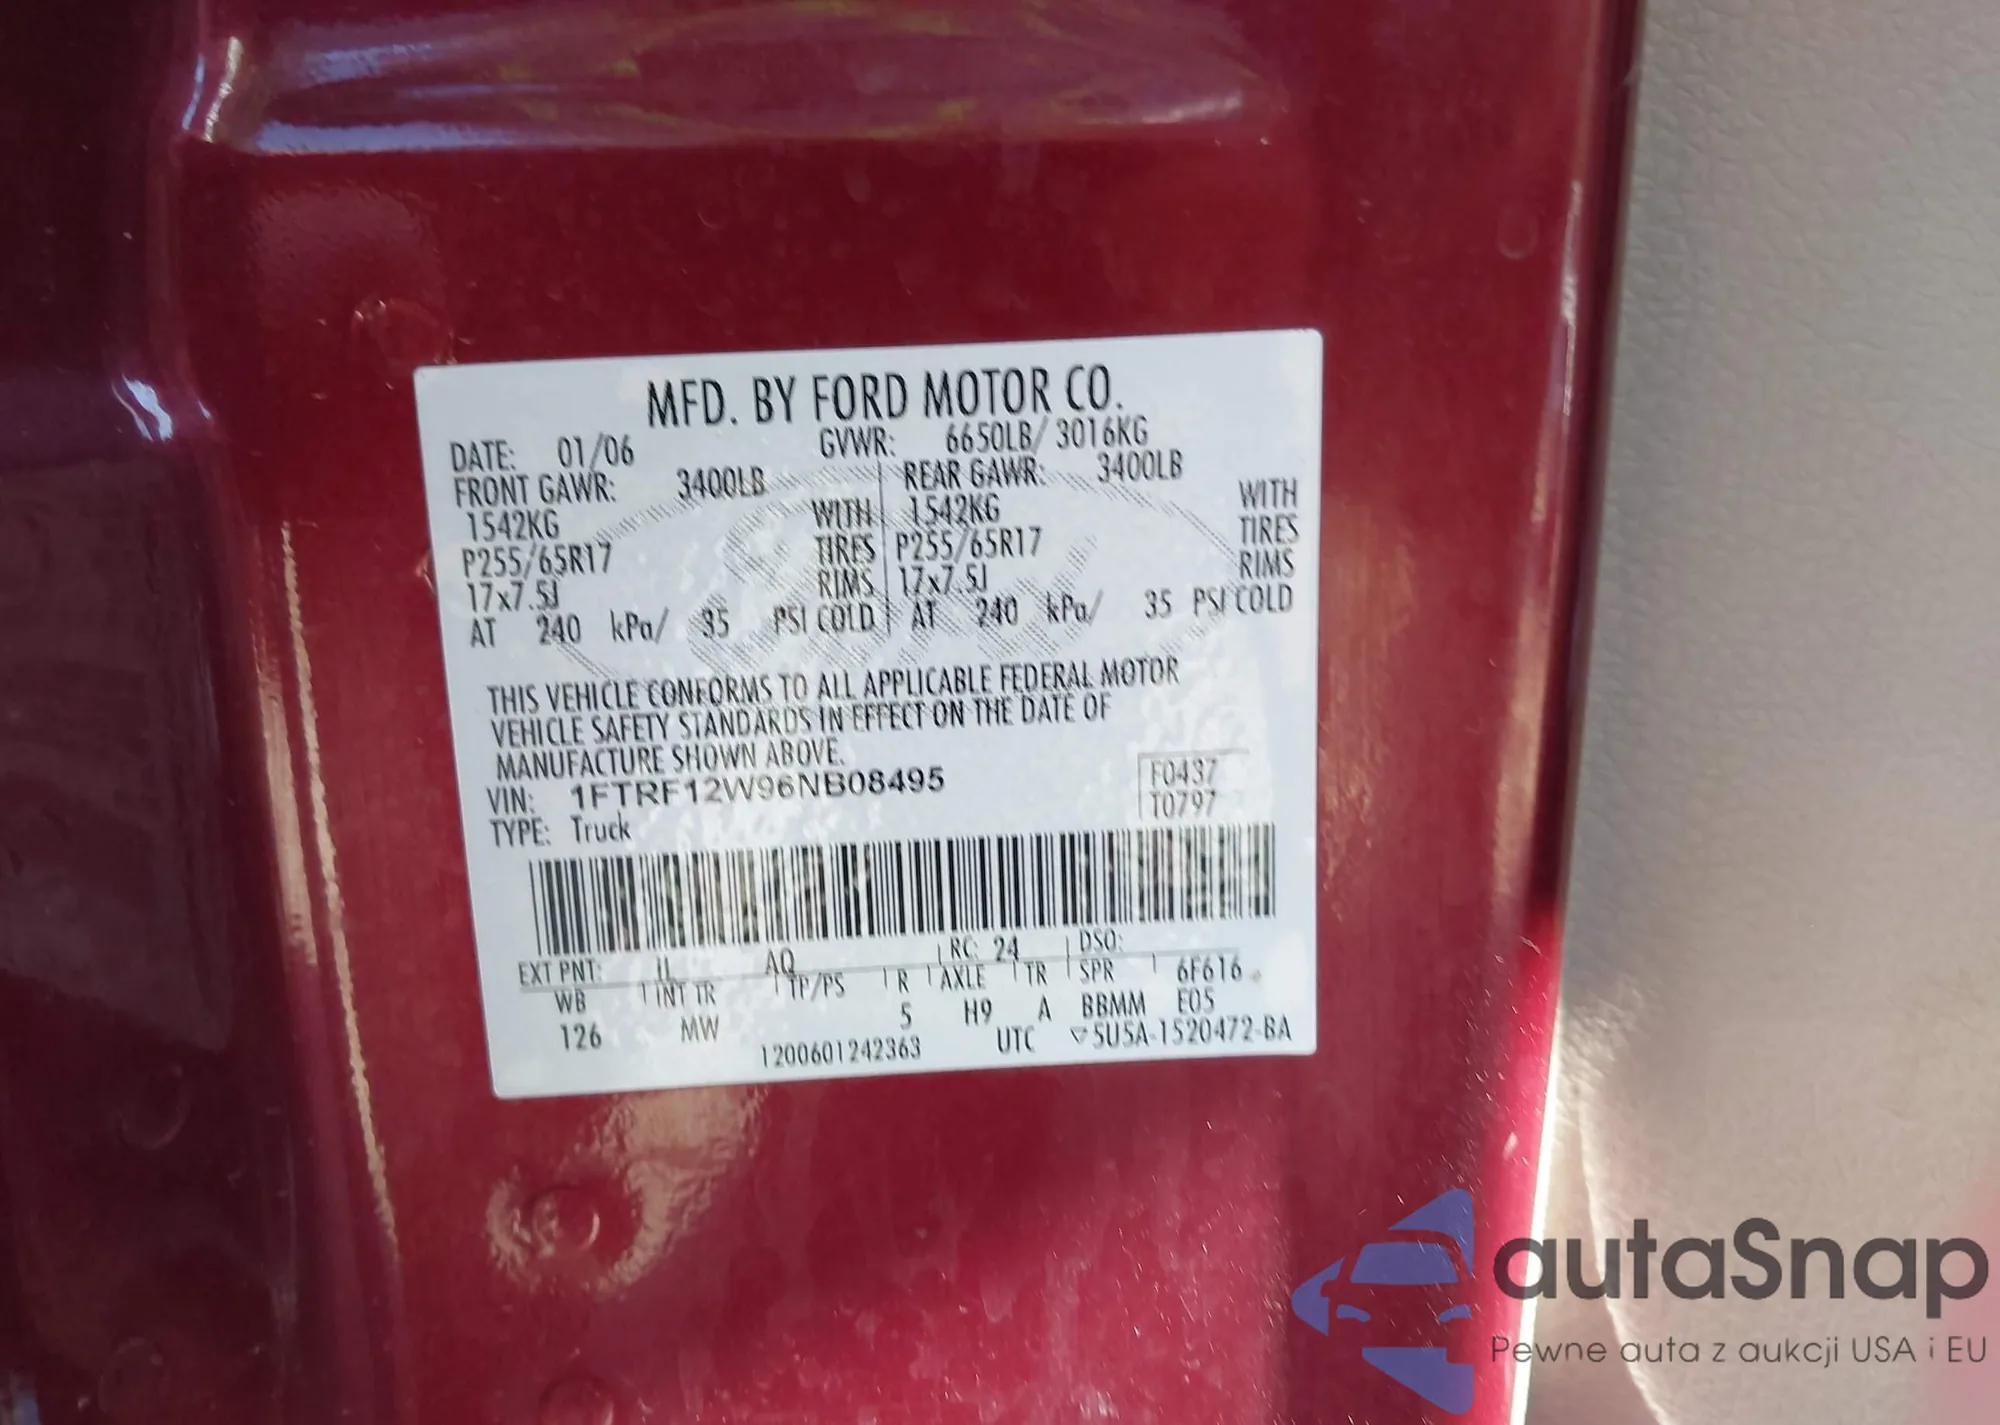 MFD. BY FORD MOTOR CO.
DATE: 01/06 GVWR: 6650LB/ 3016KG
FRONT GAWR: 3400LB REAR GAWR: 3400LB
1542KG WITH 1542KG WITH
P255/65R17 TIRES P255/65R17 TIRES
17x7.5J RIMS 17x7.5J RIMS
AT 240 kPa/ 35 PSI COLD AT 240 kPa/ 35 PSI COLD
THIS VEHICLE CONFORMS TO ALL APPLICABLE FEDERAL MOTOR
VEHICLE SAFETY STANDARDS IN EFFECT ON THE DATE OF
MANUFACTURE SHOWN ABOVE.
VIN: 1FTRF12W96NB08495 F0437
TYPE: Truck T0797
EXT PNT: AQ RC: 24 DSO:
WB INT TR TP/PS R AXLE TR SPR 6F616
126 MW 5 H9 A BBMM E05
1200601242363 UTC ▽5U5A-1520472-BA
autaSnap
Pewne auta z aukcji USA i EU